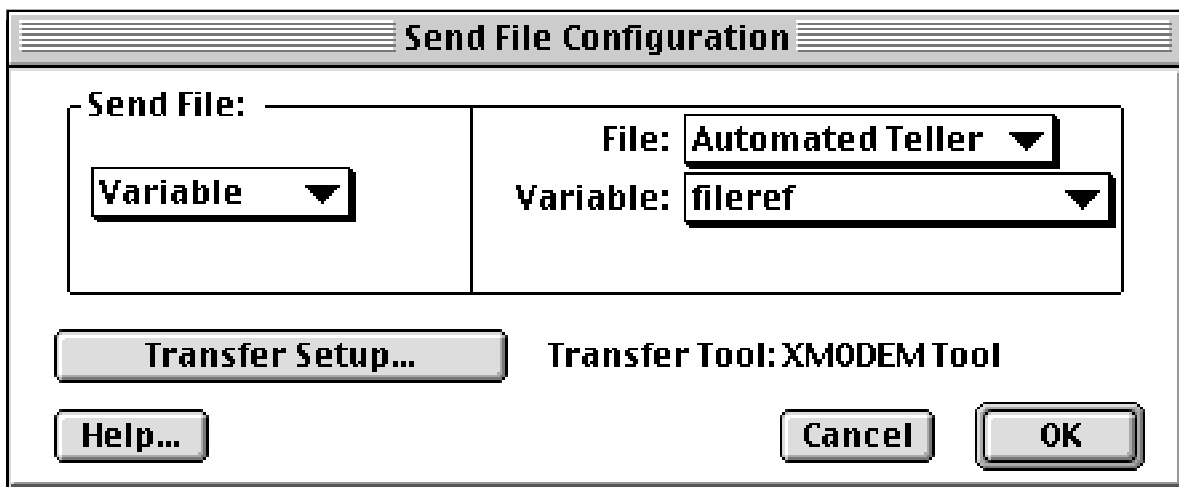 Send File Configuration
Send File:
Variable
File: Automated Teller
Variable: fileref
Transfer Setup...
Transfer Tool: XMODEM Tool
Help...
Cancel
OK